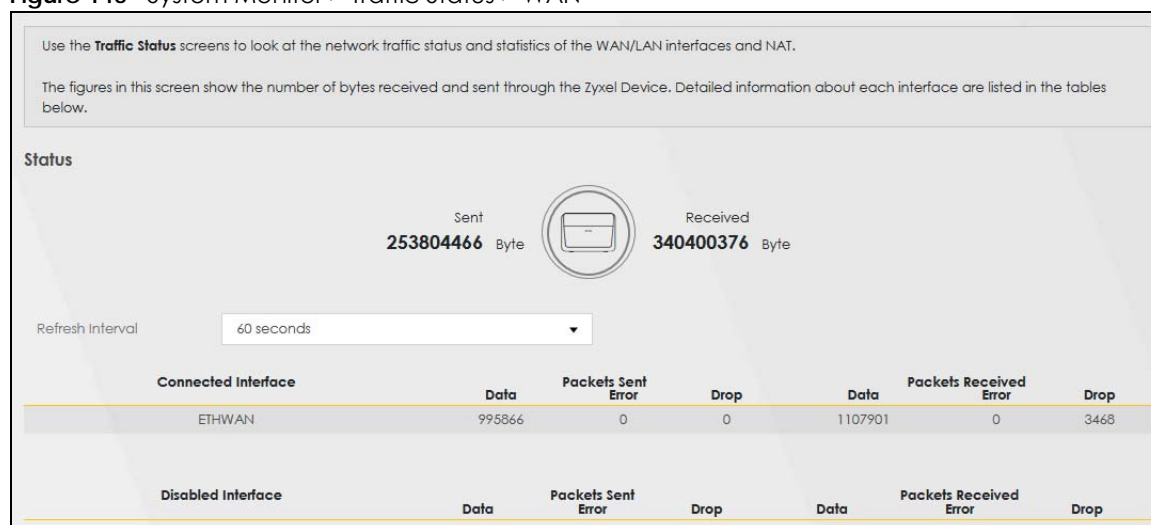 Use the Traffic Status screens to look at the network traffic status and statistics of the WAN/LAN interfaces and NAT.
The figures in this screen show the number of bytes received and sent through the Zyxel Device. Detailed information about each interface are listed in the tables
below.
Status
Sent
253804466 Byte
Received
340400376 Byte
Refresh Interval 60 seconds
Connected Interface Packets Sent Packets Received
Data Error Drop Data Error Drop
ETHWAN 995866 0 0 1107901 0 3468
Disabled Interface Packets Sent Packets Received
Data Error Drop Data Error Drop